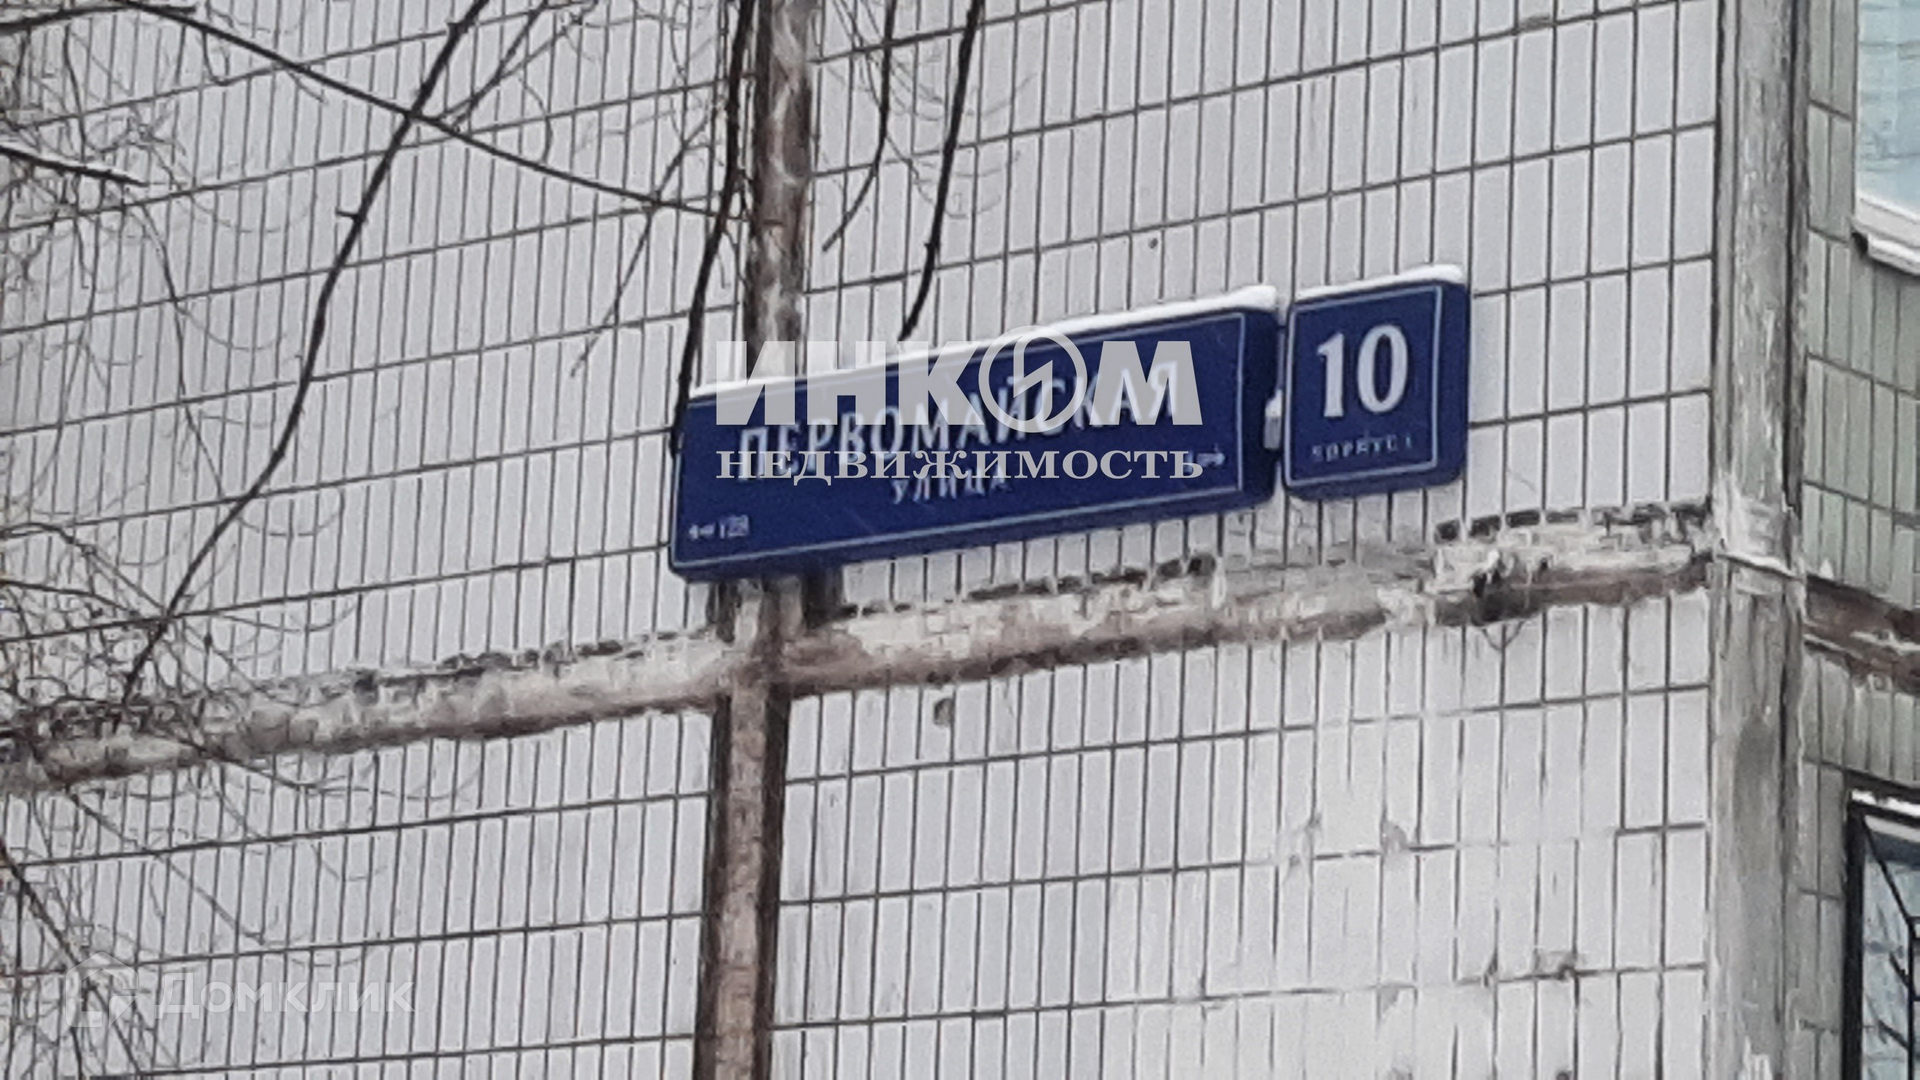 ПЕРВОМАЙСКАЯ
УЛИЦА
10
КОРПУС 1
ИНКОМ
НЕДВИЖИМОСТЬ
Домклик